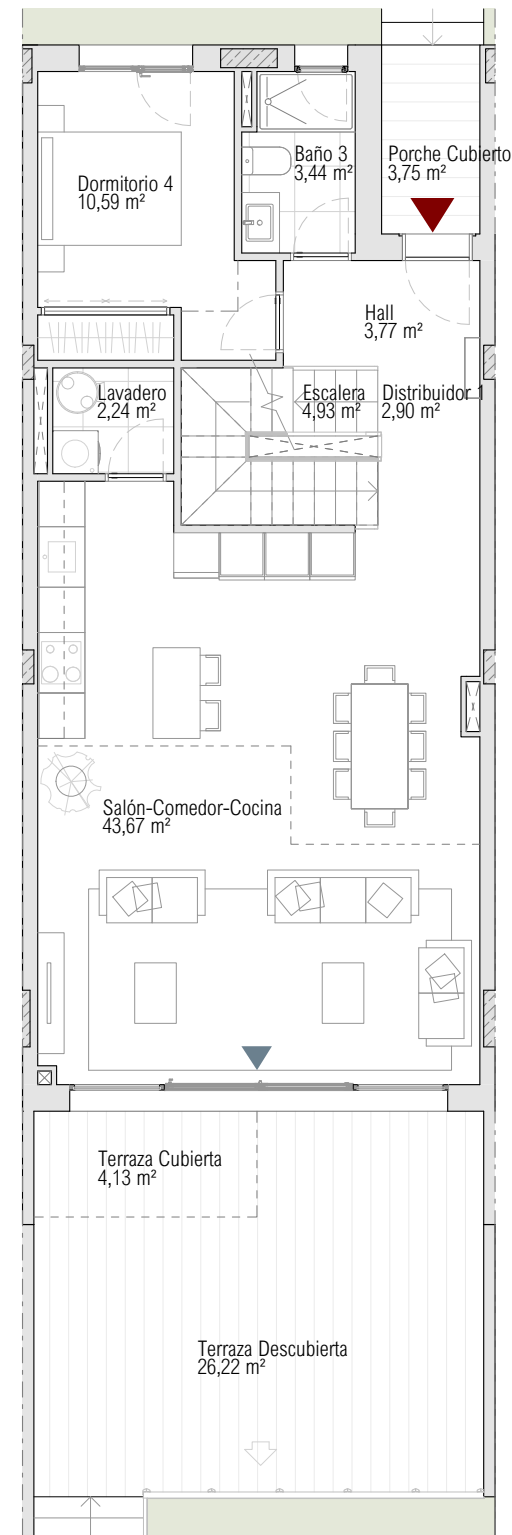 Baño 3
3,44 m²
Porche Cubierto
3,75 m²
Dormitorio 4
10,59 m²
Hall
3,77 m²
Lavadero
2,24 m²
Escalera
4,93 m²
Distribuidor 1
2,90 m²
Salón-Comedor-Cocina
43,67 m²
Terraza Cubierta
4,13 m²
Terraza Descubierta
26,22 m²